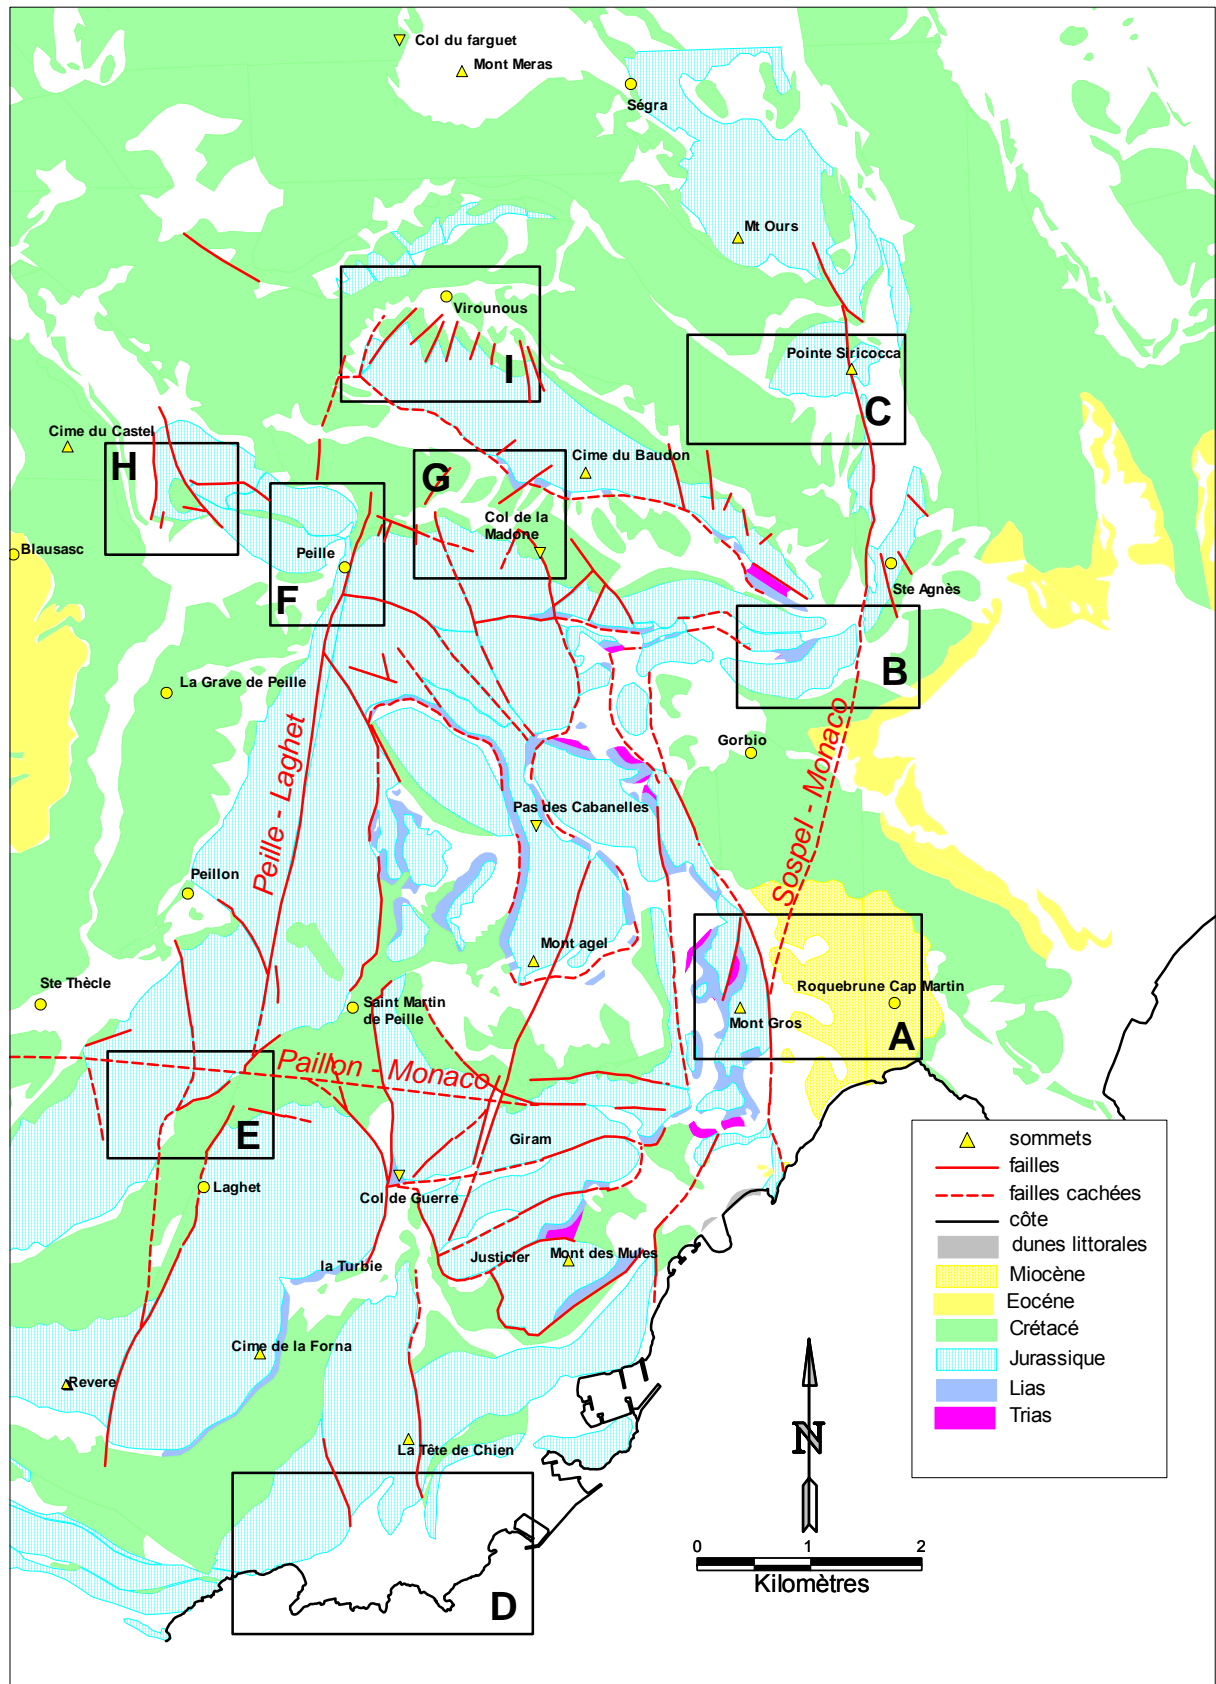 Col du farguet
Mont Meras
Ségra
Mt Ours
Virounous
I
Pointe Siricocca
C
Cime du Castel
H
G
Cime du Baudon
Col de la
Madone
Blausasc
Peille
F
Ste Agnès
B
La Grave de Peille
Peille - Laghet
Gorbio
Sospel - Monaco
Pas des Cabanelles
Peillon
Mont agel
Ste Thècle
Saint Martin
de Peille
Roquebrune Cap Martin
Mont Gros
A
Paillon - Monaco
E
Giram
Laghet
Col de Guerre
la Turbie
Justicier
Mont des Mules
Cime de la Forna
Revere
La Tête de Chien
D
sommets
failles
failles cachées
côte
dunes littorales
Miocène
Eocéne
Crétacé
Jurassique
Lias
Trias
N
0 1 2
Kilomètres